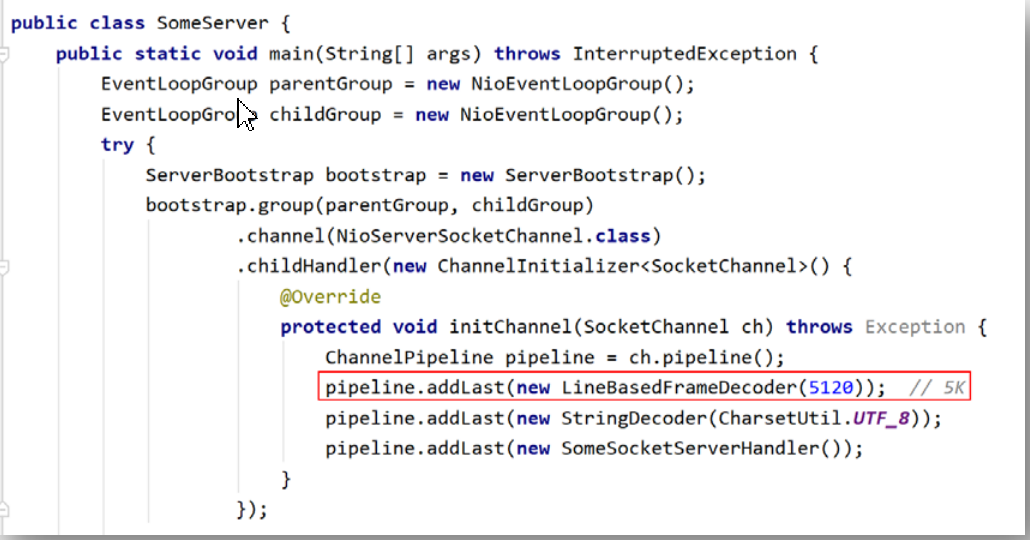 public class SomeServer {
public static void main(String[] args) throws InterruptedException {
EventLoopGroup parentGroup = new NioEventLoopGroup();
childGroup = new NioEventLoopGroup();
try {
ServerBootstrap bootstrap = new ServerBootstrap();
bootstrap.group(parentGroup, childGroup)
.channel(NioServerSocketChannel.class)
.childHandler(new ChannelInitializer<SocketChannel>() {
@Override
protected void initChannel(SocketChannel ch) throws Exception {
ChannelPipeline pipeline = ch.pipeline();
pipeline.addLast(new LineBasedFrameDecoder(5120)); // 5K
pipeline.addLast(new StringDecoder(CharsetUtil.UTF_8));
pipeline.addLast(new SomeSocketServerHandler());
}
});